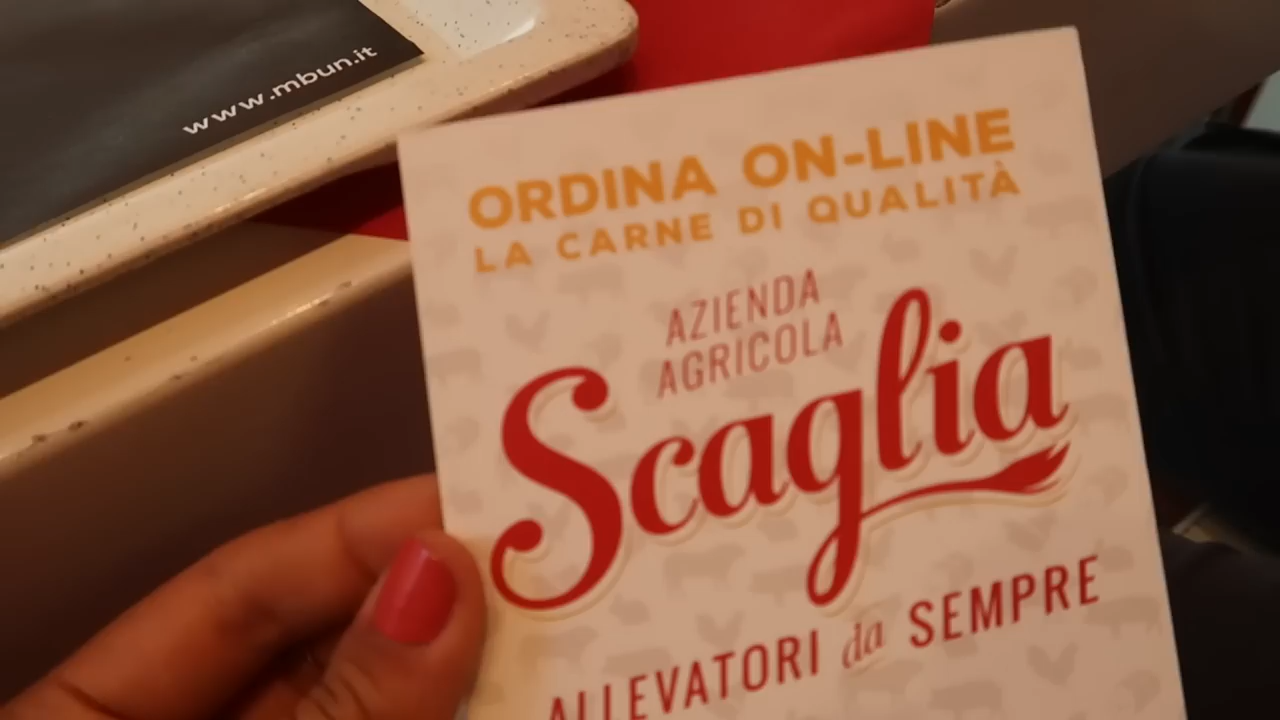 www.mbun.it
ORDINA ON-LINE
LA CARNE DI QUALITÀ
AZIENDA
AGRICOLA
Scaglia
ALLEVATORI da SEMPRE